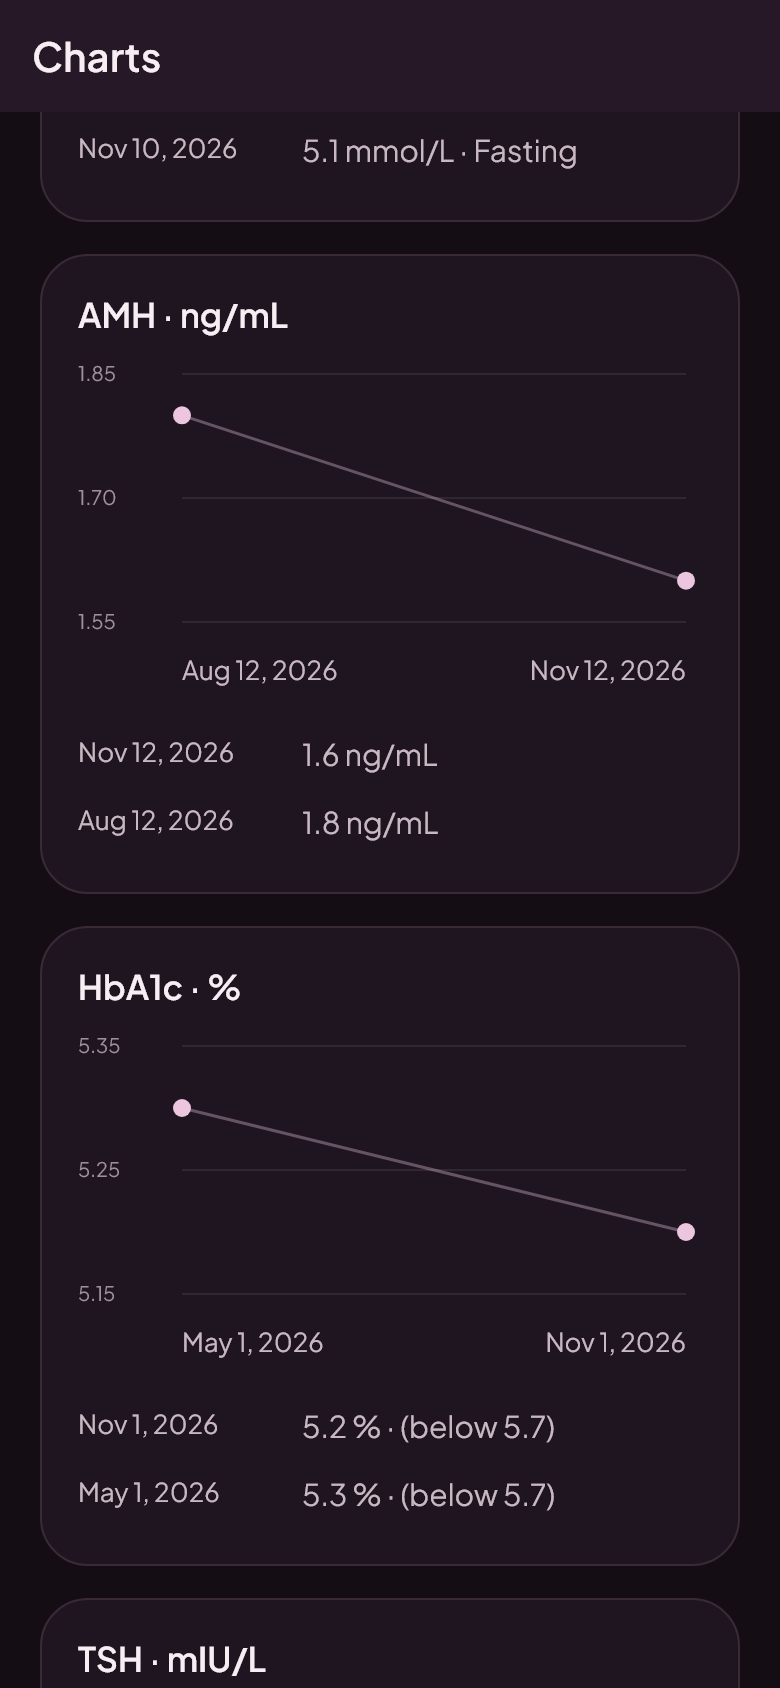 Charts
Nov 10, 2026 5.1 mmol/L · Fasting
AMH · ng/mL
1.85
1.70
1.55
Aug 12, 2026 Nov 12, 2026
Nov 12, 2026 1.6 ng/mL
Aug 12, 2026 1.8 ng/mL
HbA1c · %
5.35
5.25
5.15
May 1, 2026 Nov 1, 2026
Nov 1, 2026 5.2 % · (below 5.7)
May 1, 2026 5.3 % · (below 5.7)
TSH · mIU/L